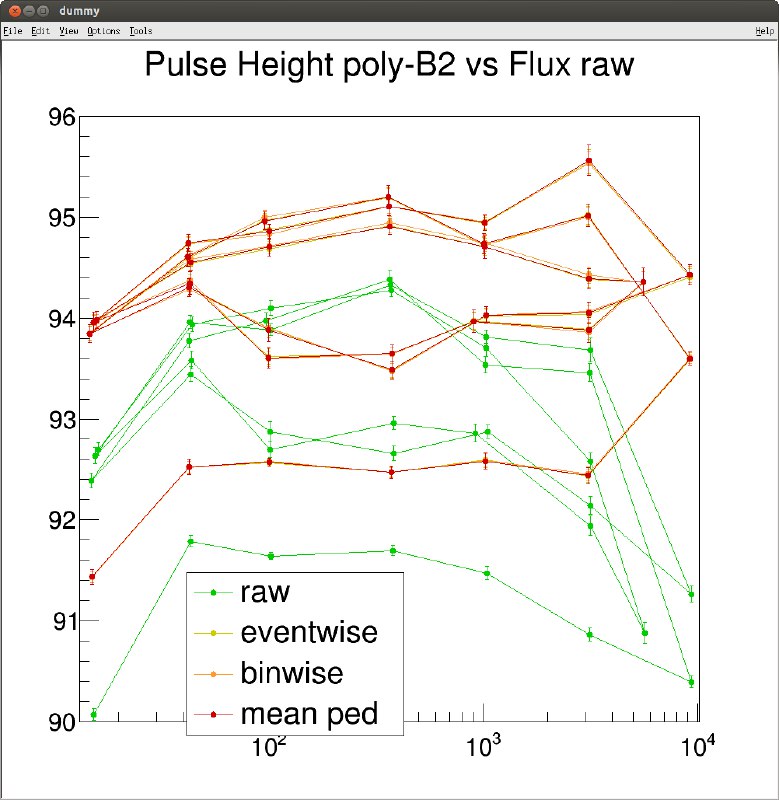 dummy
File Edit View Options Tools Help
Pulse Height poly-B2 vs Flux raw
96
95
94
93
92
91
90
raw
eventwise
binwise
mean ped
10² 10³ 10⁴